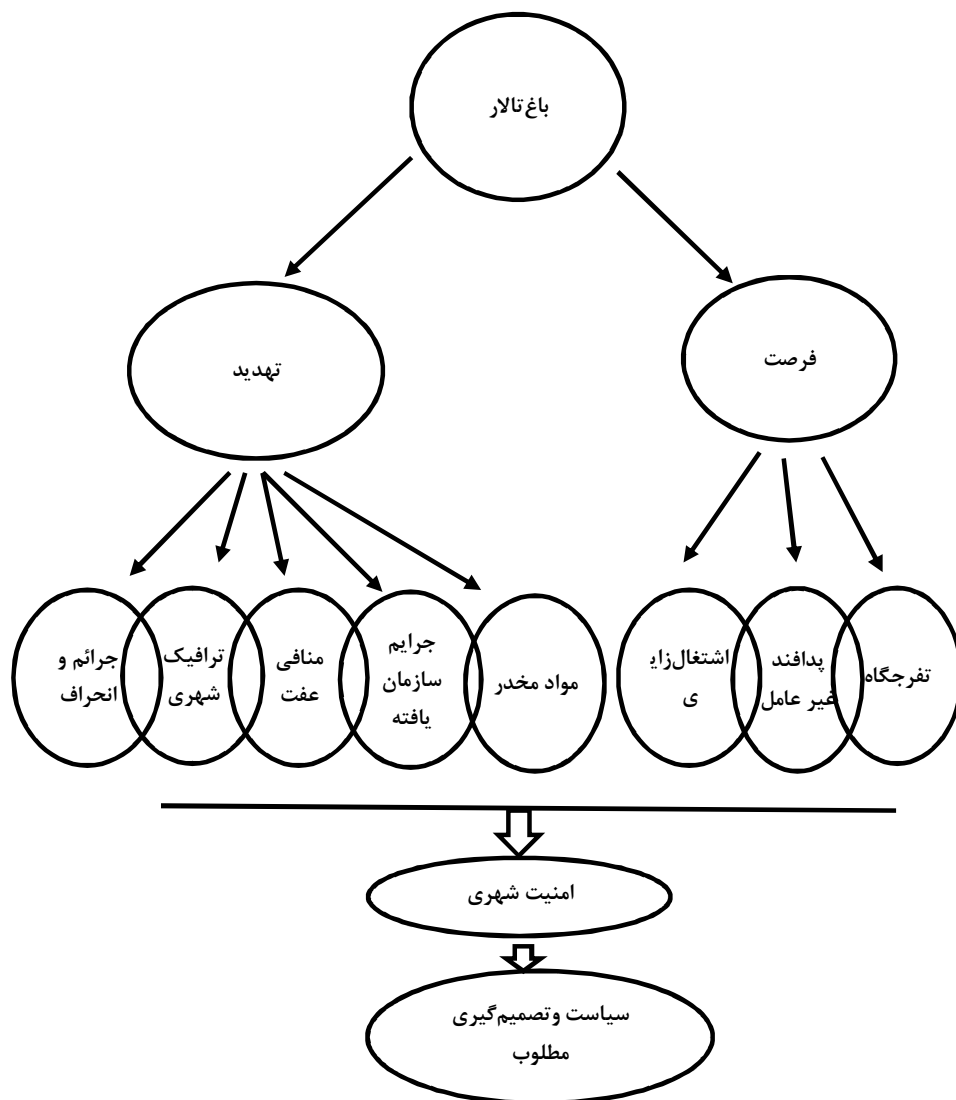 باغ‌تالار
فرصت
تهدید
تفرجگاه
پدافند
غیر عامل
اشتغال‌زای
ی
مواد مخدر
جرایم
سازمان
یافته
منافی
عفت
ترافیک
شهری
جرائم و
انحراف
امنیت شهری
سیاست وتصمیم‌گیری
مطلوب